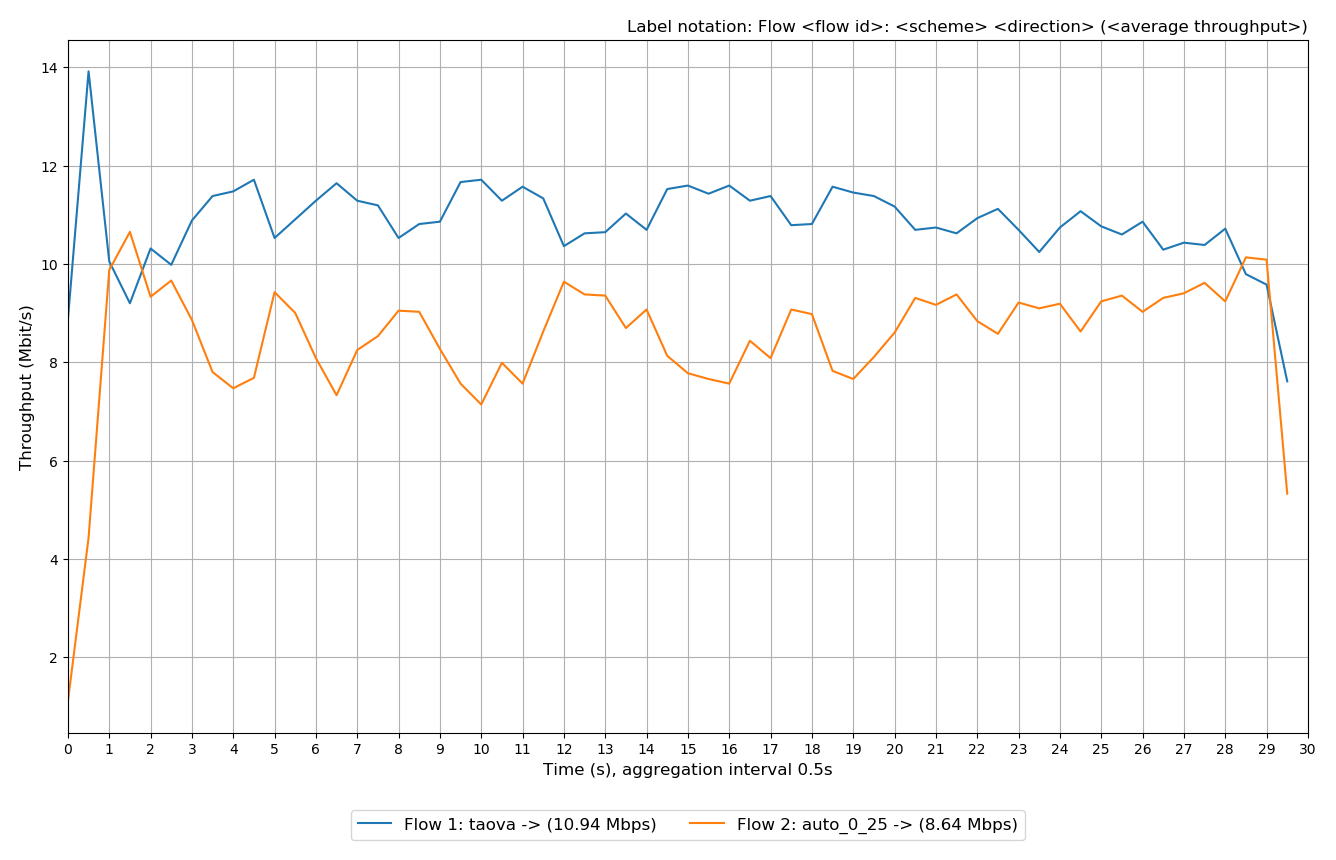 Label notation: Flow <flow id>: <scheme> <direction> (<average throughput>)
14
12
10
8
6
4
2
Throughput (Mbit/s)
0 1 2 3 4 5 6 7 8 9 10 11 12 13 14 15 16 17 18 19 20 21 22 23 24 25 26 27 28 29 30
Time (s), aggregation interval 0.5s
Flow 1: taova -> (10.94 Mbps) Flow 2: auto_0_25 -> (8.64 Mbps)